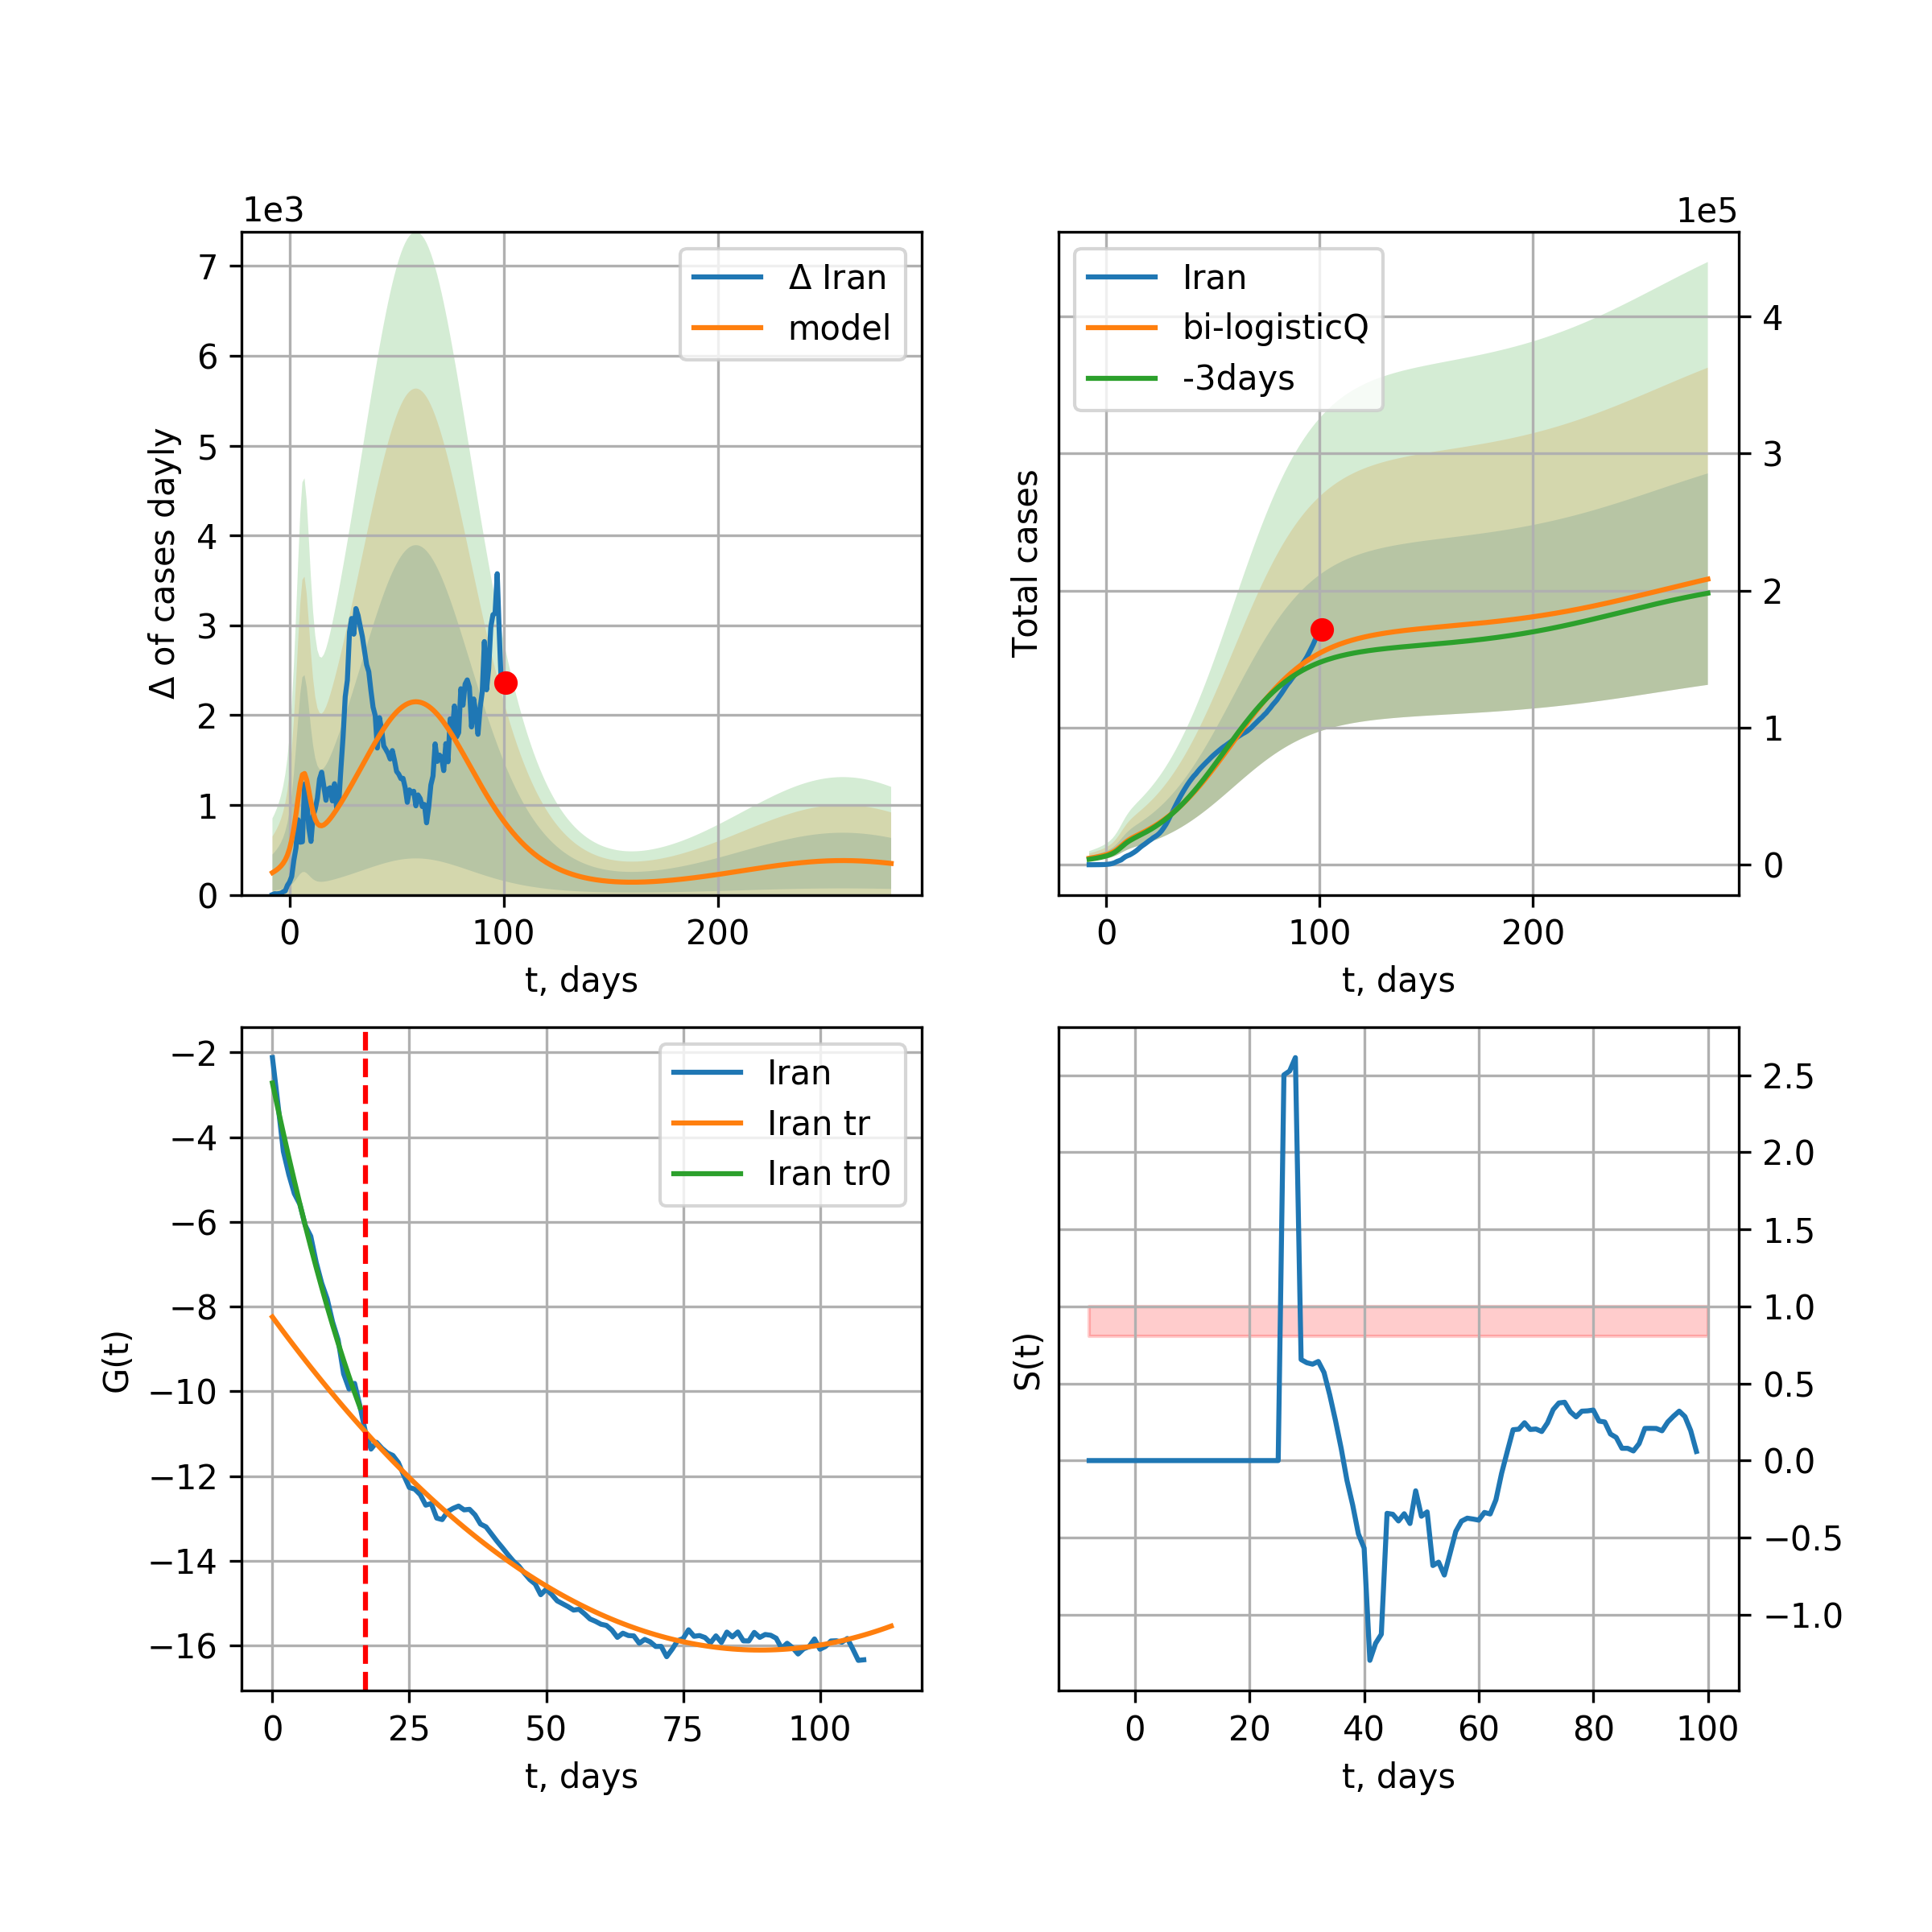 1e3
7
6
5
4
3
2
1
0
Δ of cases dayly
Δ Iran
model
0 100 200
t, days
1e5
Iran
bi-logisticQ
-3days
4
3
2
1
0
Total cases
0 100 200
t, days
−2
−4
−6
−8
−10
−12
−14
−16
G(t)
Iran
Iran tr
Iran tr0
0 25 50 75 100
t, days
2.5
2.0
1.5
1.0
0.5
0.0
−0.5
−1.0
S(t)
0 20 40 60 80 100
t, days